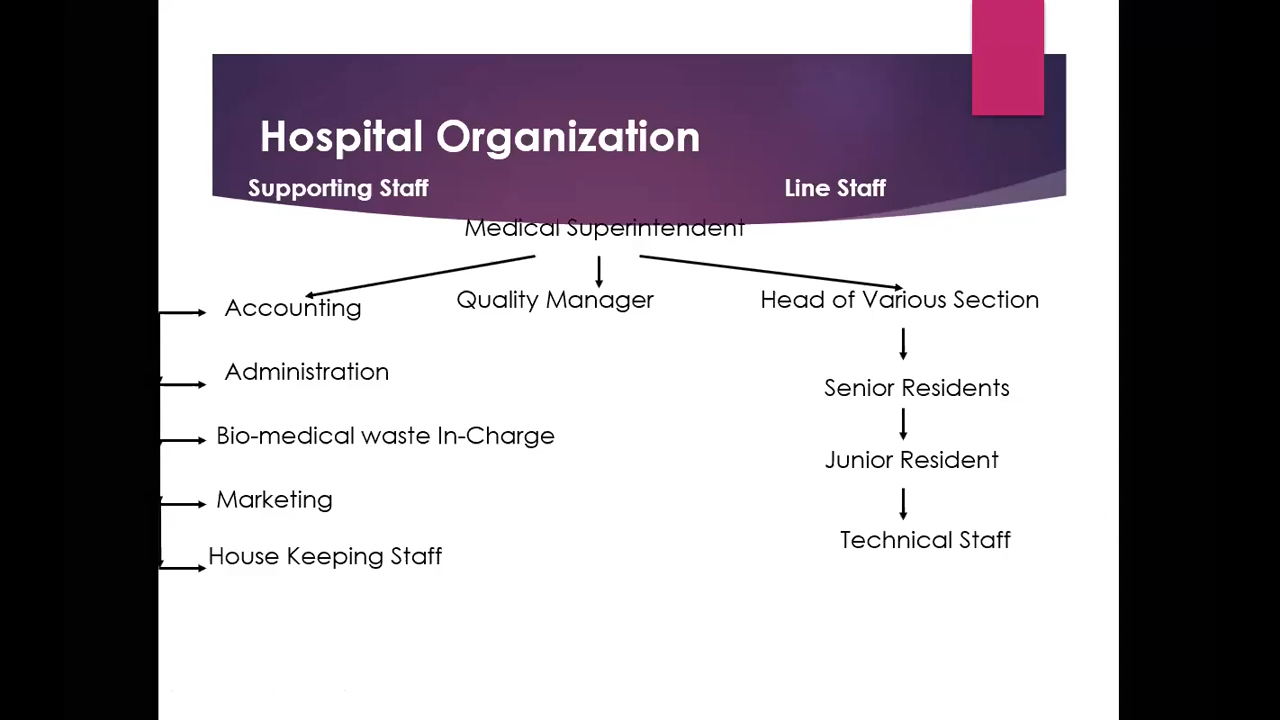 Hospital Organization
Supporting Staff
Line Staff
Medical Superintendent
Accounting
Quality Manager
Head of Various Section
Administration
Senior Residents
Bio-medical waste In-Charge
Junior Resident
Marketing
Technical Staff
House Keeping Staff